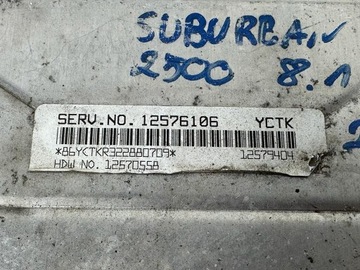 SUBURBAN
2500 8.1
SERV.NO. 12576106 YCTK
*86YCTKR322880709* 12579404
HDW NO. 12570558